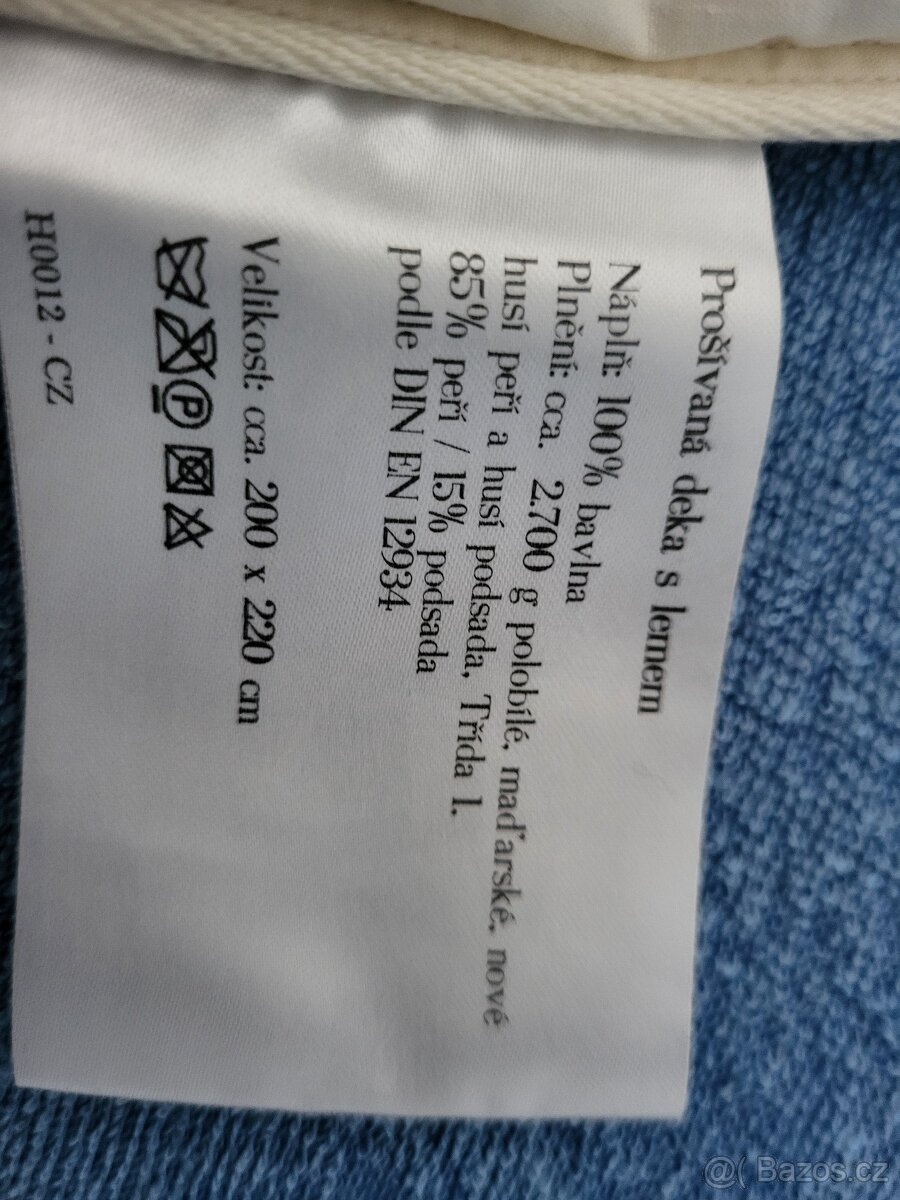 Prošívaná deka s lemem
Náplň: 100% bavlna
Plnění: cca. 2.700 g polobílé, maďarské, nové
husí peří a husí podsada, Třída 1.
85% peří / 15% podsada
podle DIN EN 12934
Velikost: cca. 200 x 220 cm
P
H0012 - CZ
@( Bazos.cz